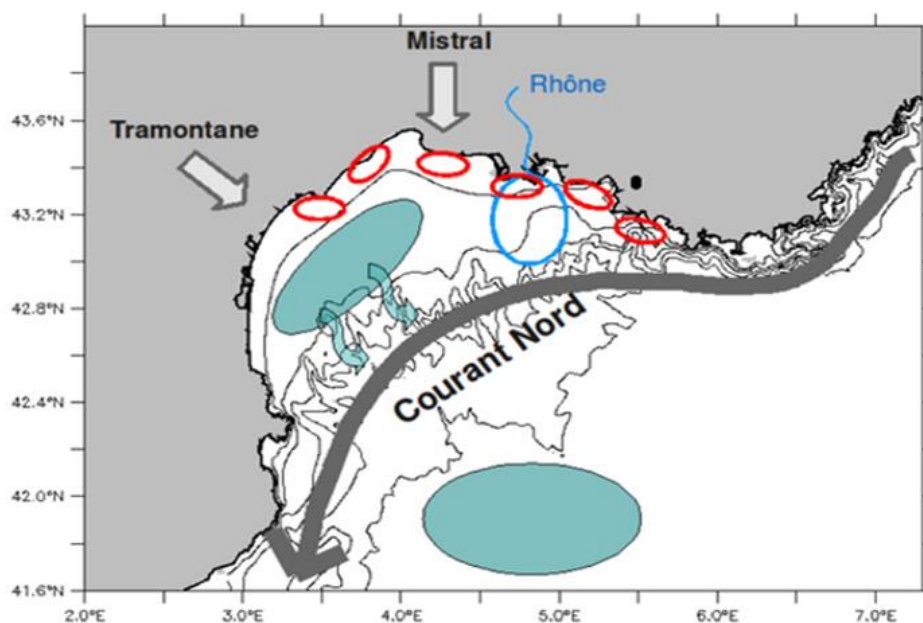 Mistral
Rhône
Tramontane
Courant Nord
43.6°N
43.2°N
42.8°N
42.4°N
42.0°N
41.6°N
2.0°E 3.0°E 4.0°E 5.0°E 6.0°E 7.0°E